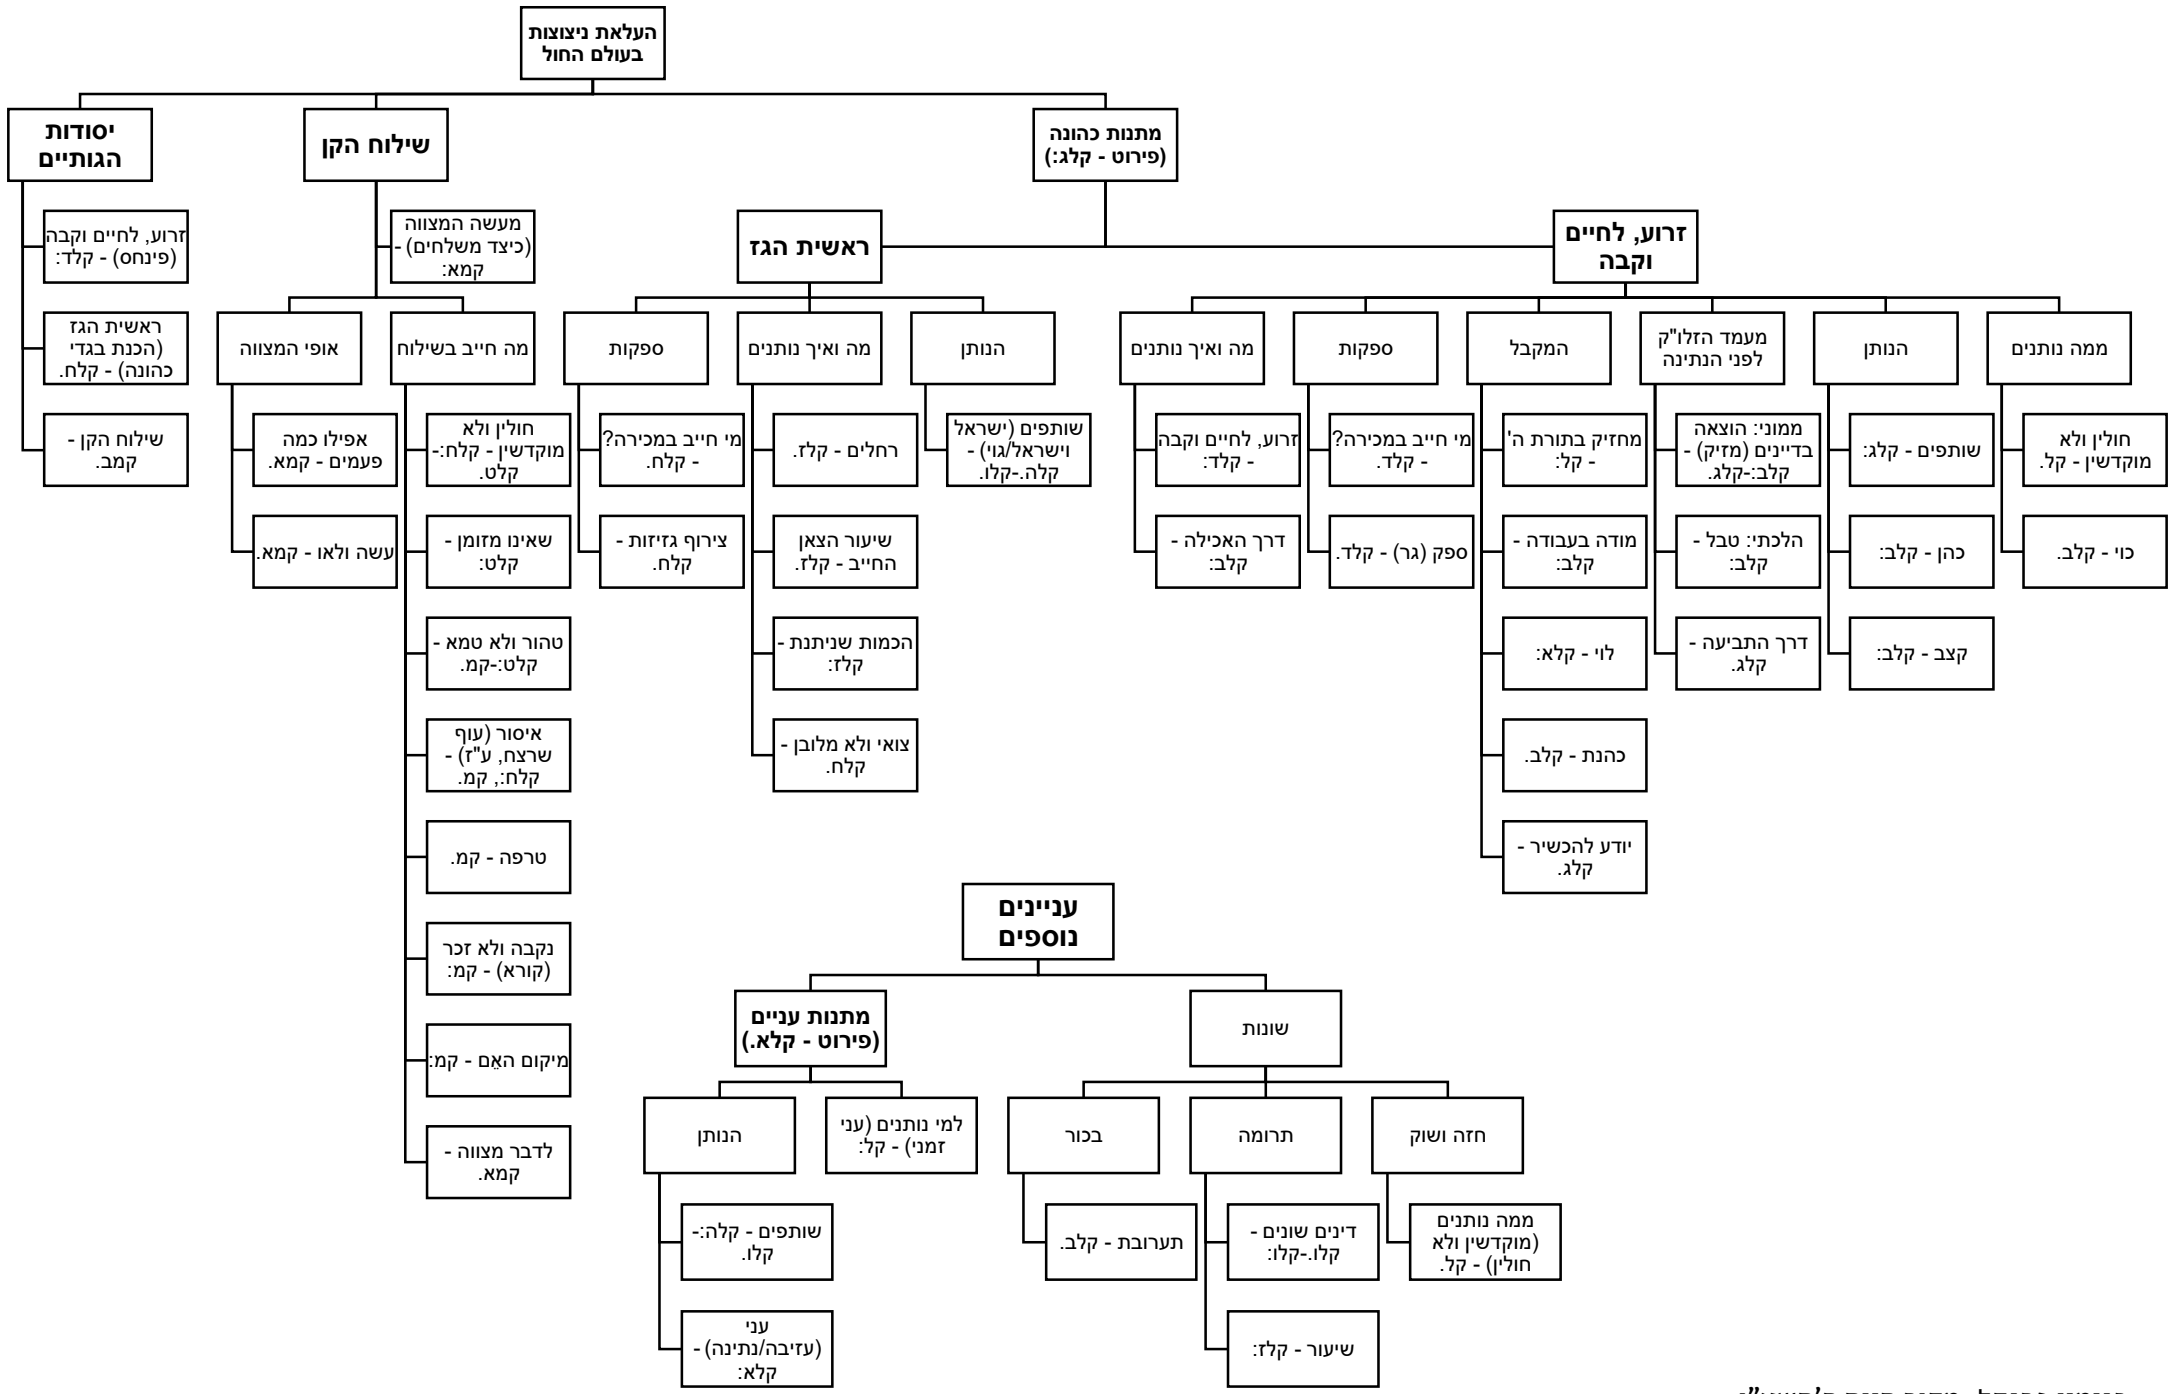 העלאת ניצוצות
בעולם החול
מתנות כהונה
(פירוט - קלג:)
שילוח הקן
יסודות
הגותיים
זרוע, לחיים
וקבה
ראשית הגז
ממה נותנים
חולין ולא
מוקדשין - קל.
כוי - קלב.
הנותן
שותפים - קלג:
כהן - קלב:
קצב - קלב:
מעמד הזלו"ק
לפני הנתינה
ממוני: הוצאה
בדיינים (מזיק) -
קלב:-קלג.
הלכתי: טבל -
קלב:
דרך התביעה -
קלג.
המקבל
מחזיק בתורת ה'
- קל:
מודה בעבודה -
קלב:
לוי - קלא:
כהנת - קלב.
יודע להכשיר -
קלג.
ספקות
מי חייב במכירה?
- קלד.
ספק (גר) - קלד.
מה ואיך נותנים
זרוע, לחיים וקבה
- קלד:
דרך האכילה -
קלב:
הנותן
שותפים (ישראל
וישראל/גוי) -
קלה.-קלו.
מה ואיך נותנים
רחלים - קלז.
שיעור הצאן
החייב - קלז.
הכמות שניתנת -
קלז:
צואי ולא מלובן -
קלח.
ספקות
מי חייב במכירה?
- קלח.
צירוף גזיזות -
קלח.
מעשה המצווה
(כיצד משלחים) -
קמא:
מה חייב בשילוח
חולין ולא
מוקדשין - קלח:-
קלט.
שאינו מזומן -
קלט:
טהור ולא טמא -
קלט:-קמ.
איסור (עוף
שרצח, ע"ז) -
קלח:, קמ.
טרפה - קמ.
נקבה ולא זכר
(קורא) - קמ:
מיקום האֵם - קמ:
לדבר מצווה -
קמא.
אופי המצווה
אפילו כמה
פעמים - קמא.
עשה ולאו - קמא.
זרוע, לחיים וקבה
(פינחס) - קלד:
ראשית הגז
(הכנת בגדי
כהונה) - קלח.
שילוח הקן -
קמב.
עניינים
נוספים
שונות
חזה ושוק
ממה נותנים
(מוקדשין ולא
חולין) - קל.
תרומה
דינים שונים -
קלו.-קלו:
שיעור - קלז:
בכור
תערובת - קלב.
מתנות עניים
(פירוט - קלא.)
למי נותנים (עני
זמני) - קל:
הנותן
שותפים - קלה:-
קלו.
עני
(עזיבה/נתינה) -
קלא: